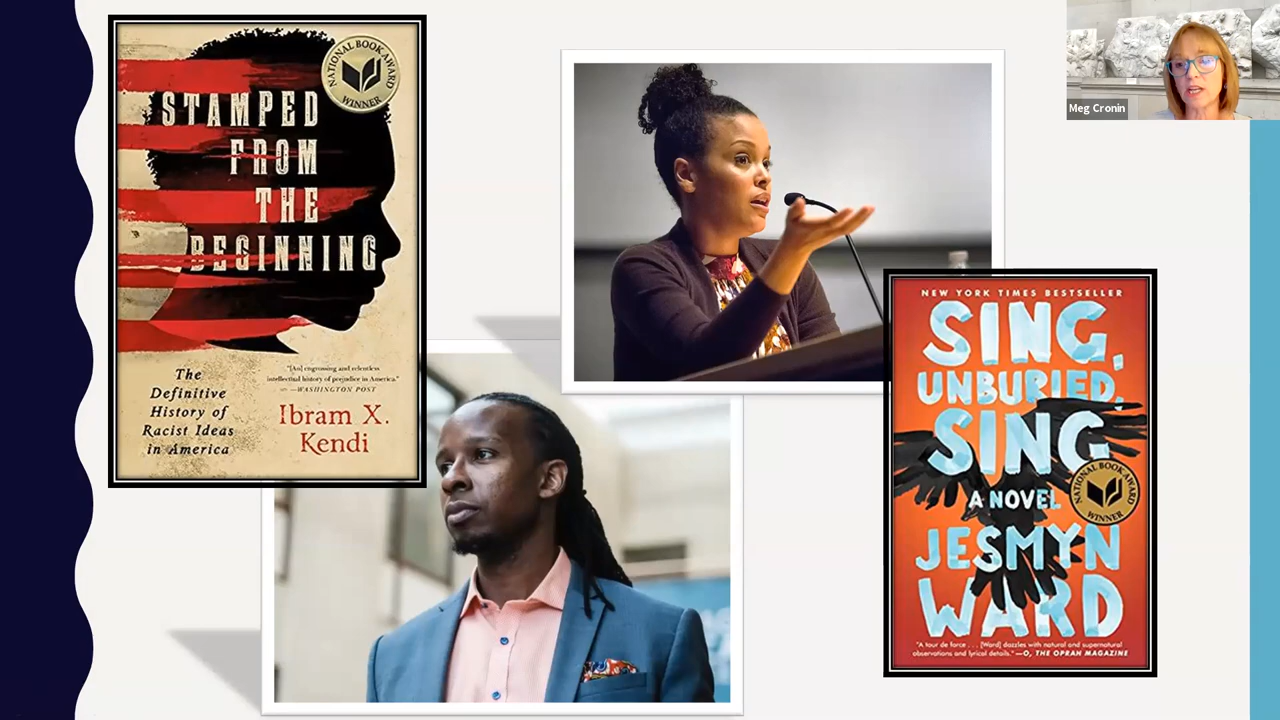 STAMPED
FROM
THE
BEGINNING
NATIONAL BOOK AWARD
WINNER
The
Definitive
History of
Racist Ideas
in America
"[An] engrossing and relentless
intellectual history of prejudice in America."
—WASHINGTON POST
Ibram X.
Kendi
Meg Cronin
NEW YORK TIMES BESTSELLER
SING,
UNBURIED,
SING
A NOVEL
NATIONAL BOOK AWARD
WINNER
JESMYN
WARD
"A tour de force . . . [Ward] dazzles with natural and supernatural
observations and lyrical details." —O, THE OPRAH MAGAZINE